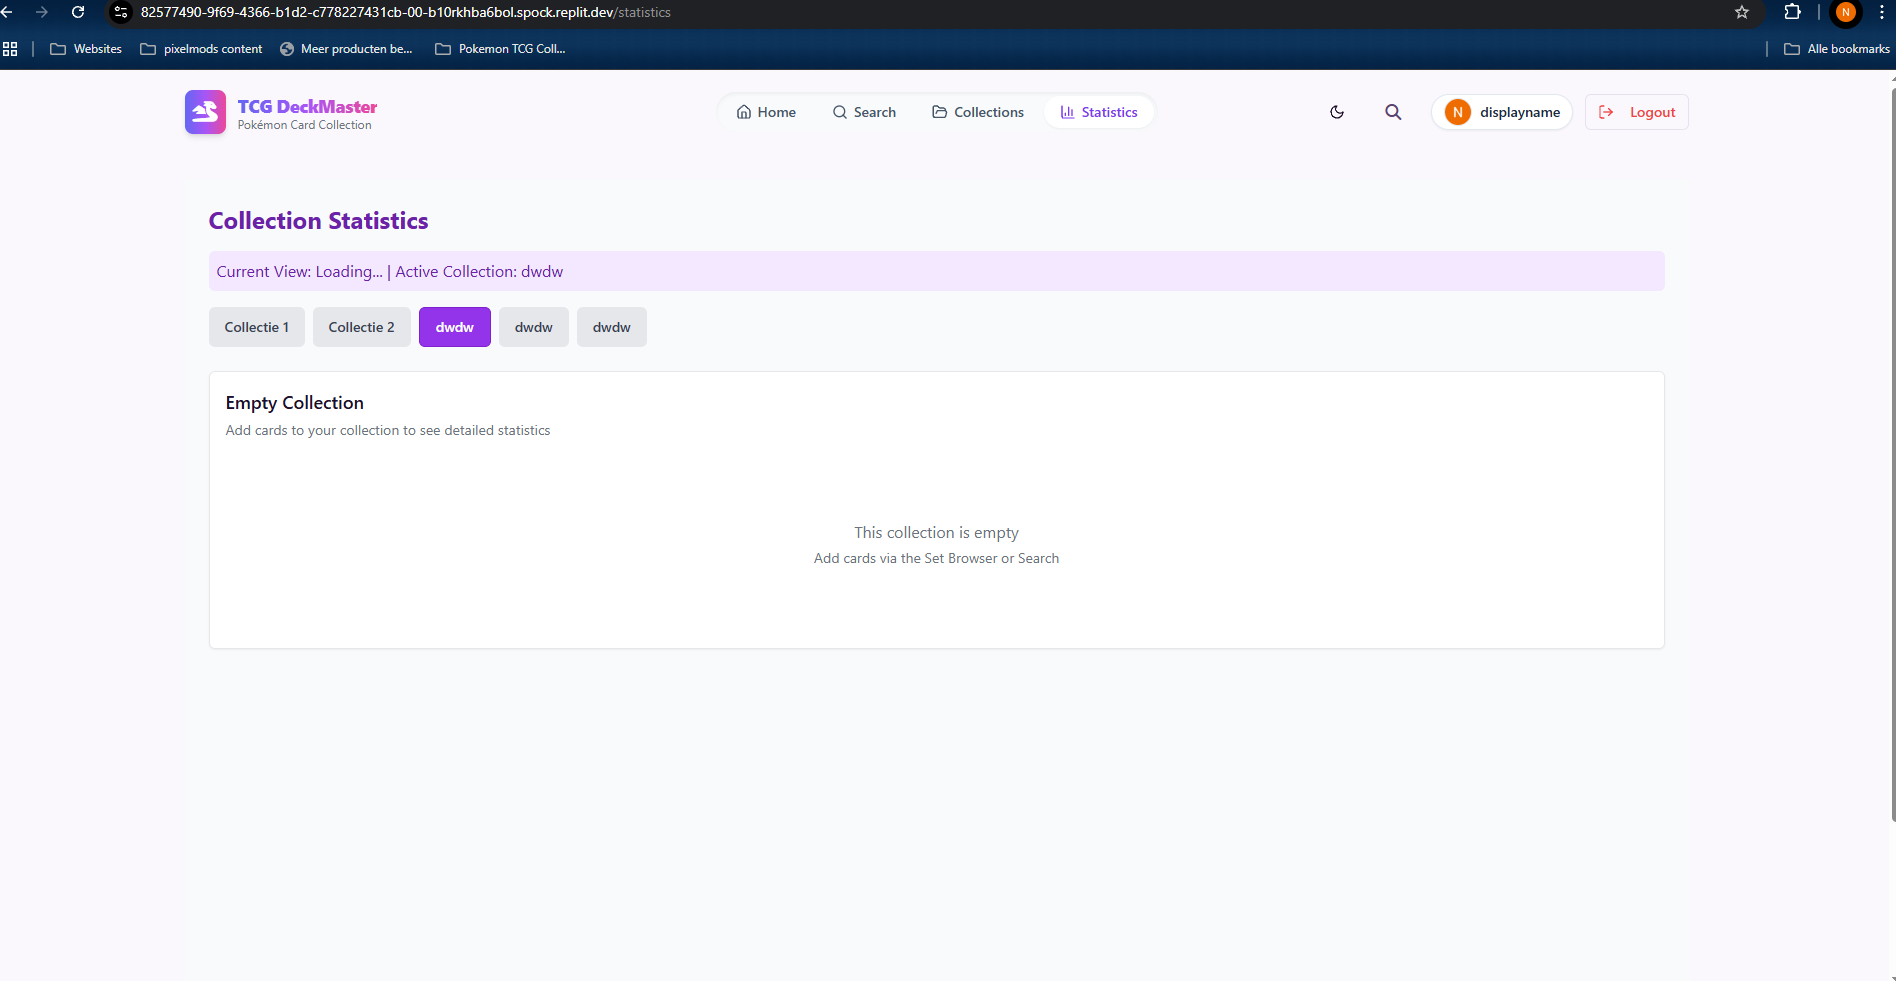 82577490-9f69-4366-b1d2-c778227431cb-00-b10rkhba6bol.spock.replit.dev/statistics
N
Websites
pixelmods content
Meer producten be...
Pokemon TCG Coll...
Alle bookmarks
TCG DeckMaster
Pokémon Card Collection
Home
Search
Collections
Statistics
N
displayname
Logout
Collection Statistics
Current View: Loading... | Active Collection: dwdw
Collectie 1
Collectie 2
dwdw
dwdw
dwdw
Empty Collection
Add cards to your collection to see detailed statistics
This collection is empty
Add cards via the Set Browser or Search